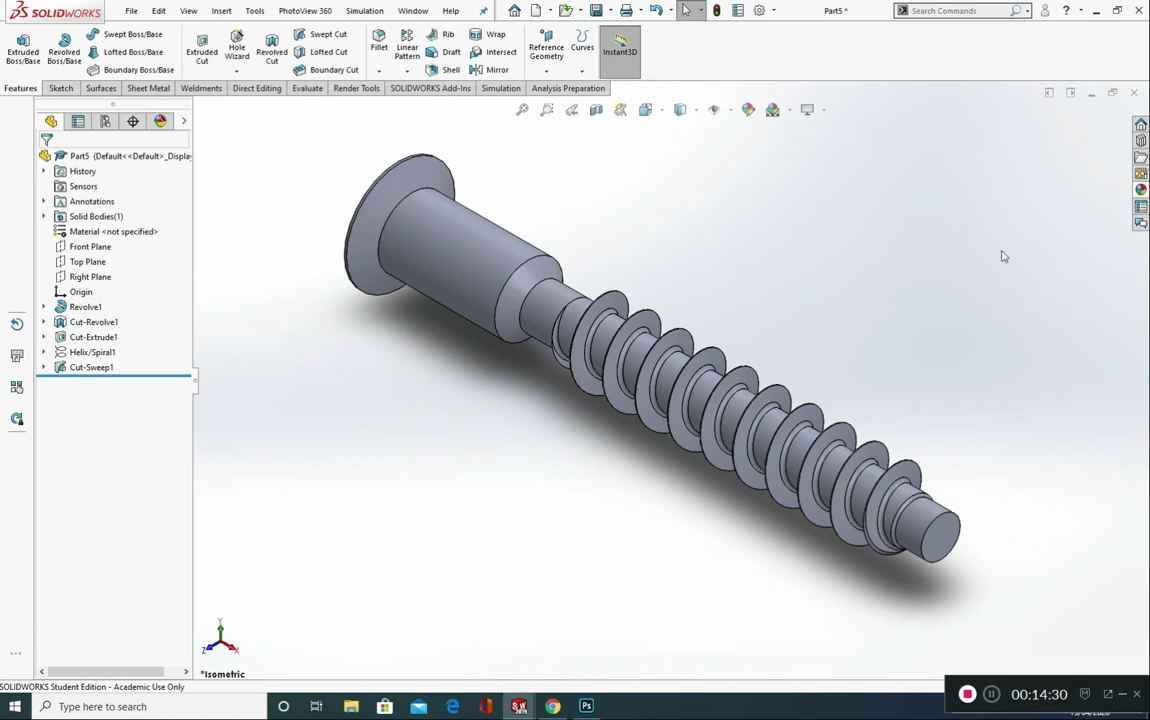 SOLIDWORKS File Edit View Insert Tools PhotoView 360 Simulation Window Help Part5 * Search Commands
Extruded Boss/Base
Revolved Boss/Base
Swept Boss/Base
Lofted Boss/Base
Boundary Boss/Base
Extruded Cut
Hole Wizard
Revolved Cut
Swept Cut
Lofted Cut
Boundary Cut
Fillet
Linear Pattern
Rib
Draft
Shell
Wrap
Intersect
Mirror
Reference Geometry
Curves
Instant3D
Features Sketch Surfaces Sheet Metal Weldments Direct Editing Evaluate Render Tools SOLIDWORKS Add-Ins Simulation Analysis Preparation
Part5 (Default<<Default>_Display
History
Sensors
Annotations
Solid Bodies(1)
Material <not specified>
Front Plane
Top Plane
Right Plane
Origin
Revolve1
Cut-Revolve1
Cut-Extrude1
Helix/Spiral1
Cut-Sweep1
Y
Z X
*Isometric
SOLIDWORKS Student Edition - Academic Use Only
00:14:30
Type here to search